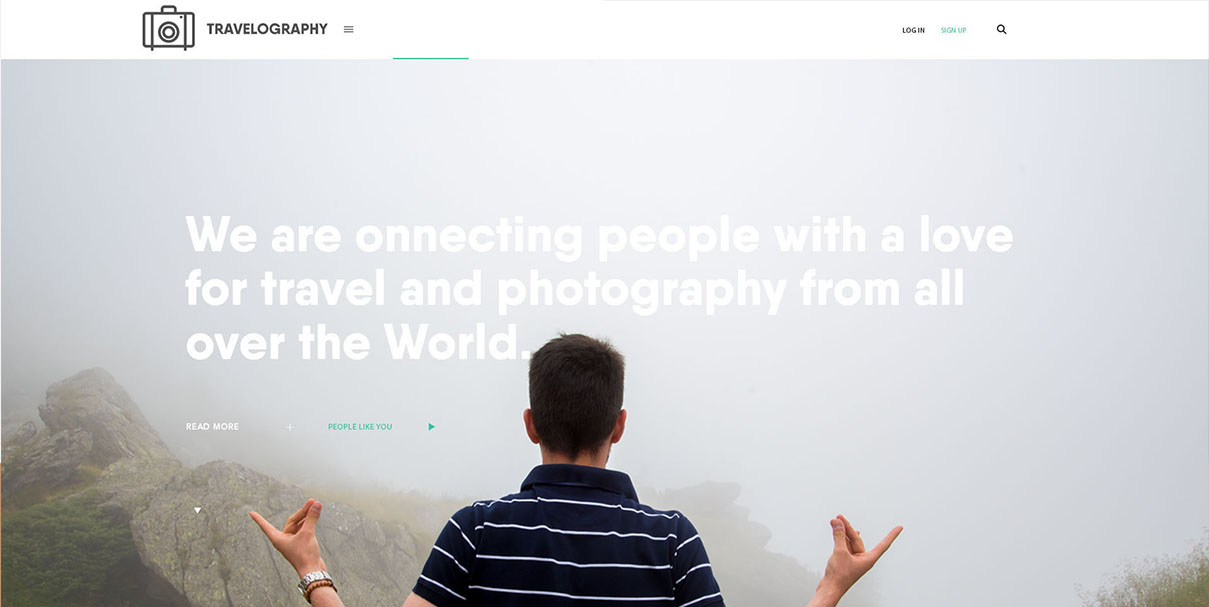 TRAVELOGRAPHY
LOG IN
SIGN UP
We are onnecting people with a love
for travel and photography from all
over the World.
READ MORE
PEOPLE LIKE YOU